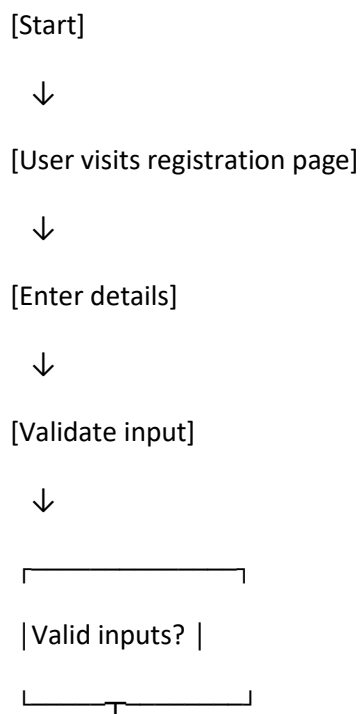 [Start]
↓
[User visits registration page]
↓
[Enter details]
↓
[Validate input]
↓
┌───────────────┐
|Valid inputs? |
└──────┬────────┘